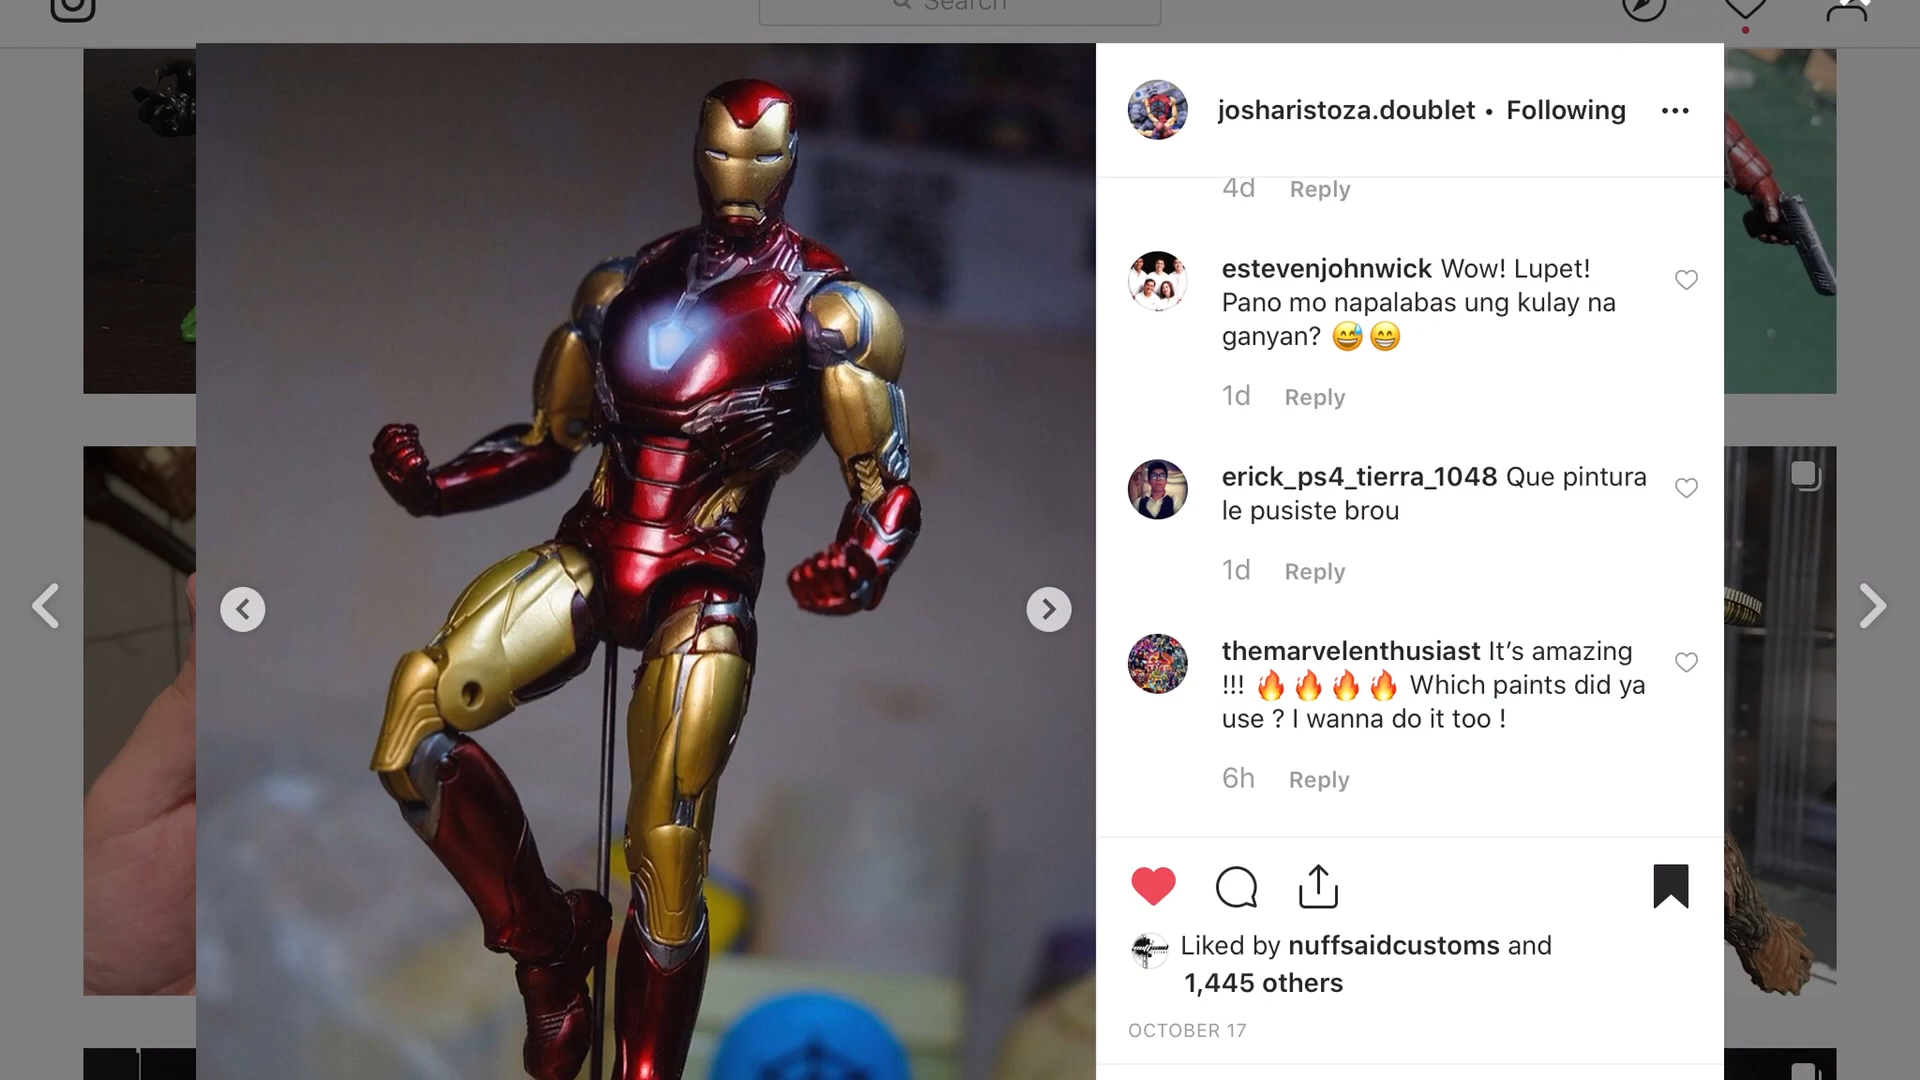 Search
josharistoza.doublet • Following
4d Reply
estevenjohnwick Wow! Lupet!
Pano mo napalabas ung kulay na
ganyan? 😅😁
1d Reply
erick_ps4_tierra_1048 Que pintura
le pusiste brou
1d Reply
themarvelenthusiast It’s amazing
!!! 🔥🔥🔥🔥 Which paints did ya
use ? I wanna do it too !
6h Reply
Liked by nuffsaidcustoms and
1,445 others
OCTOBER 17